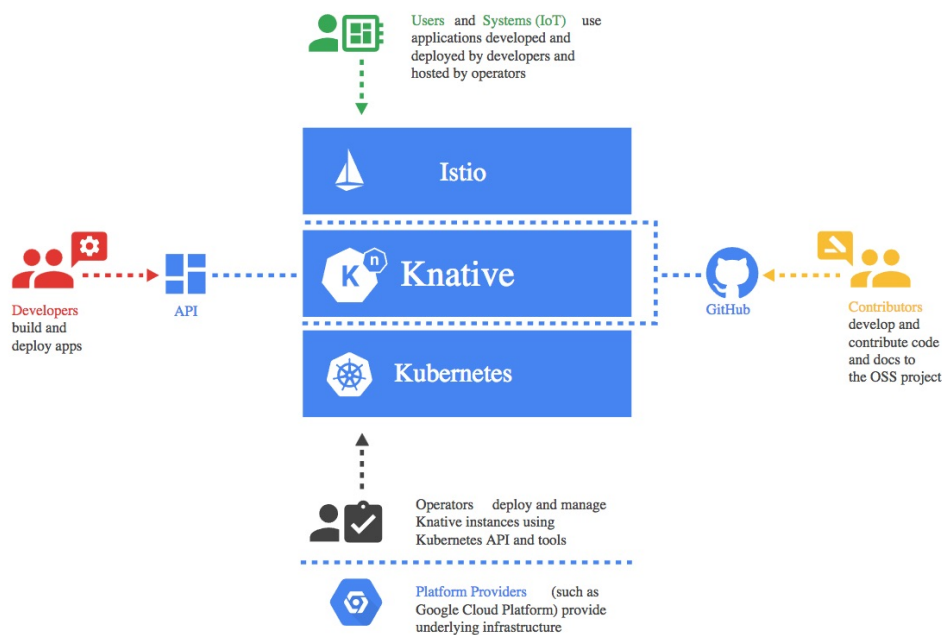 Users and Systems (IoT) use
applications developed and
deployed by developers and
hosted by operators
Istio
K n
Knative
Developers
build and
deploy apps
API
GitHub
Contributors
develop and
contribute code
and docs to
the OSS project
Kubernetes
Operators deploy and manage
Knative instances using
Kubernetes API and tools
Platform Providers (such as
Google Cloud Platform) provide
underlying infrastructure